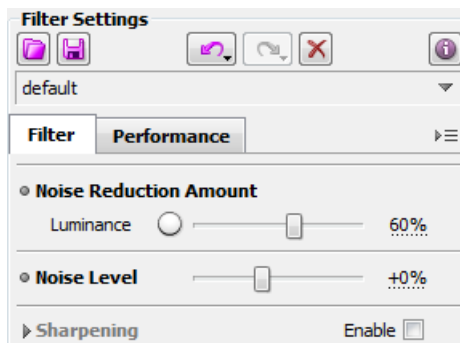 Filter Settings
default
Filter Performance
Noise Reduction Amount
Luminance 60%
Noise Level +0%
Sharpening Enable